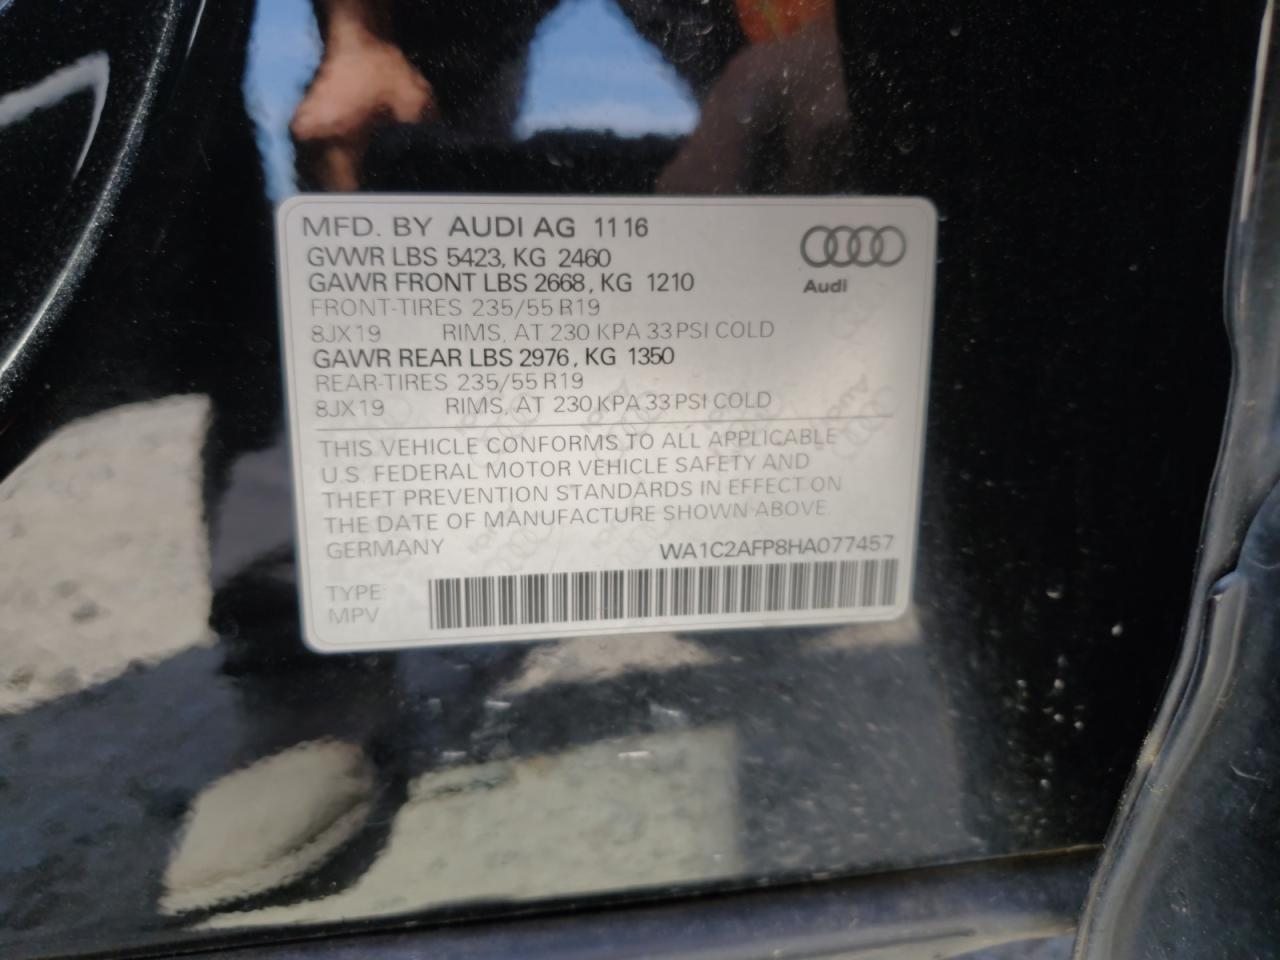 MFD. BY AUDI AG 11 16
GVWR LBS 5423, KG 2460
GAWR FRONT LBS 2668, KG 1210
FRONT-TIRES 235/55 R19
8JX19 RIMS, AT 230 KPA 33 PSI COLD
GAWR REAR LBS 2976, KG 1350
REAR-TIRES 235/55 R19
8JX19 RIMS, AT 230 KPA 33 PSI COLD
Audi
THIS VEHICLE CONFORMS TO ALL APPLICABLE
U.S. FEDERAL MOTOR VEHICLE SAFETY AND
THEFT PREVENTION STANDARDS IN EFFECT ON
THE DATE OF MANUFACTURE SHOWN ABOVE.
GERMANY WA1C2AFP8HA077457
TYPE:
MPV